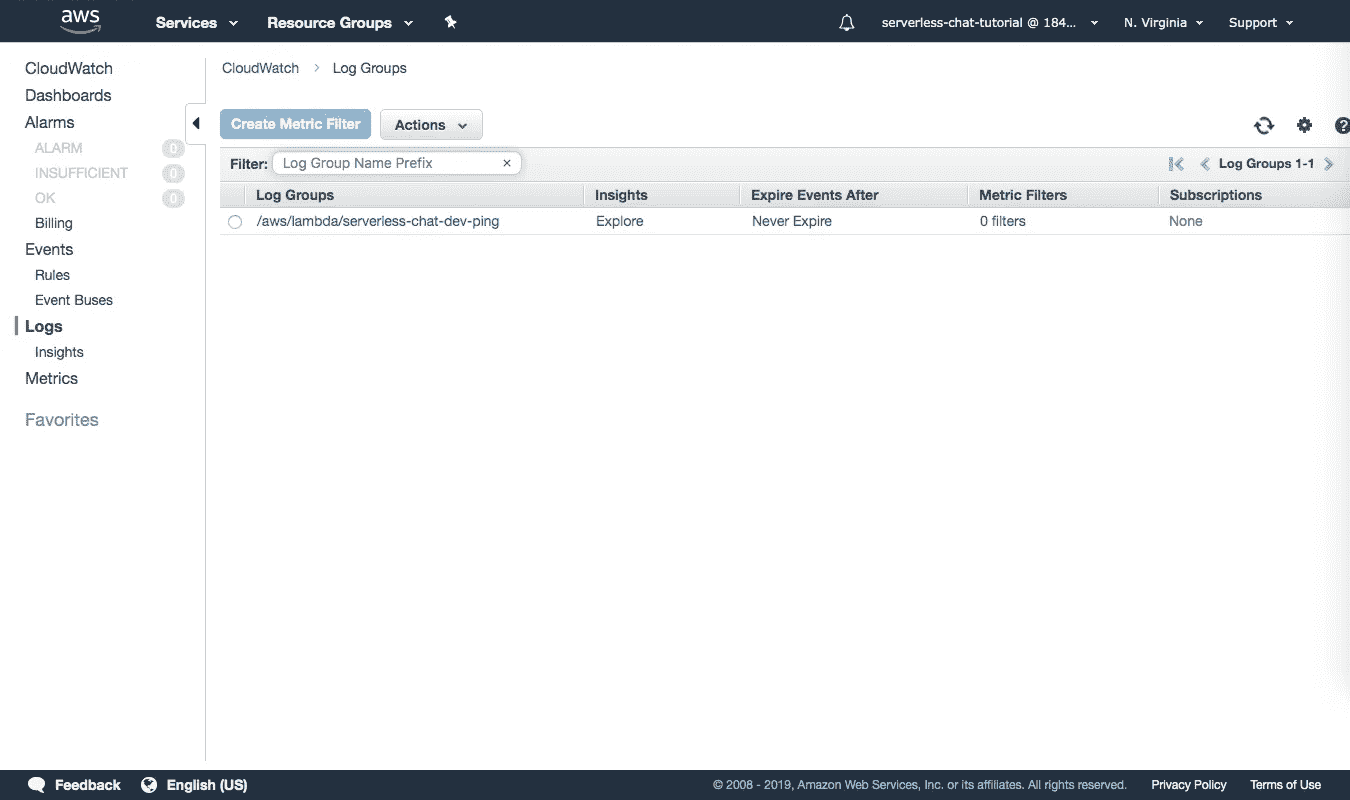 aws Services Resource Groups serverless-chat-tutorial @ 184... N. Virginia Support
CloudWatch
Dashboards
Alarms
ALARM 0
INSUFFICIENT 0
OK 0
Billing
Events
Rules
Event Buses
Logs
Insights
Metrics
Favorites
CloudWatch > Log Groups
Create Metric Filter Actions
Filter: Log Group Name Prefix × Log Groups 1-1
Log Groups Insights Expire Events After Metric Filters Subscriptions
/aws/lambda/serverless-chat-dev-ping Explore Never Expire 0 filters None
Feedback English (US) © 2008 - 2019, Amazon Web Services, Inc. or its affiliates. All rights reserved. Privacy Policy Terms of Use